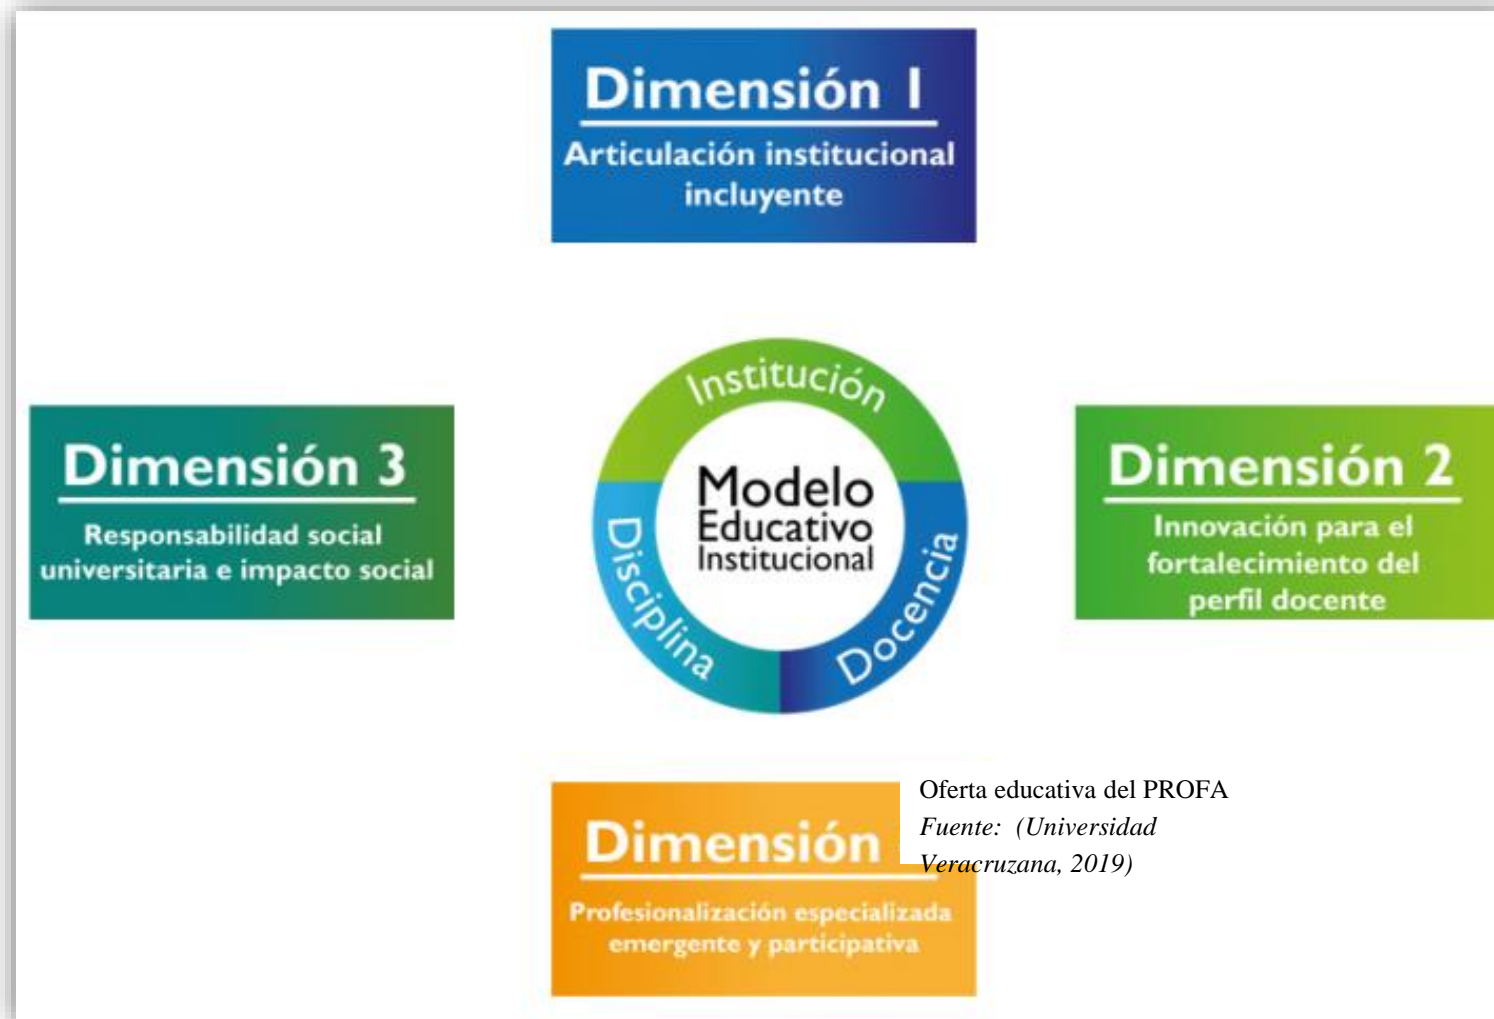 Dimensión 1
Articulación institucional
incluyente
Institución
Modelo
Educativo
Institucional
Disciplina
Docencia
Dimensión 3
Responsabilidad social
universitaria e impacto social
Dimensión 2
Innovación para el
fortalecimiento del
perfil docente
Dimensión
Profesionalización especializada
emergente y participativa
Oferta educativa del PROFA
Fuente: (Universidad
Veracruzana, 2019)